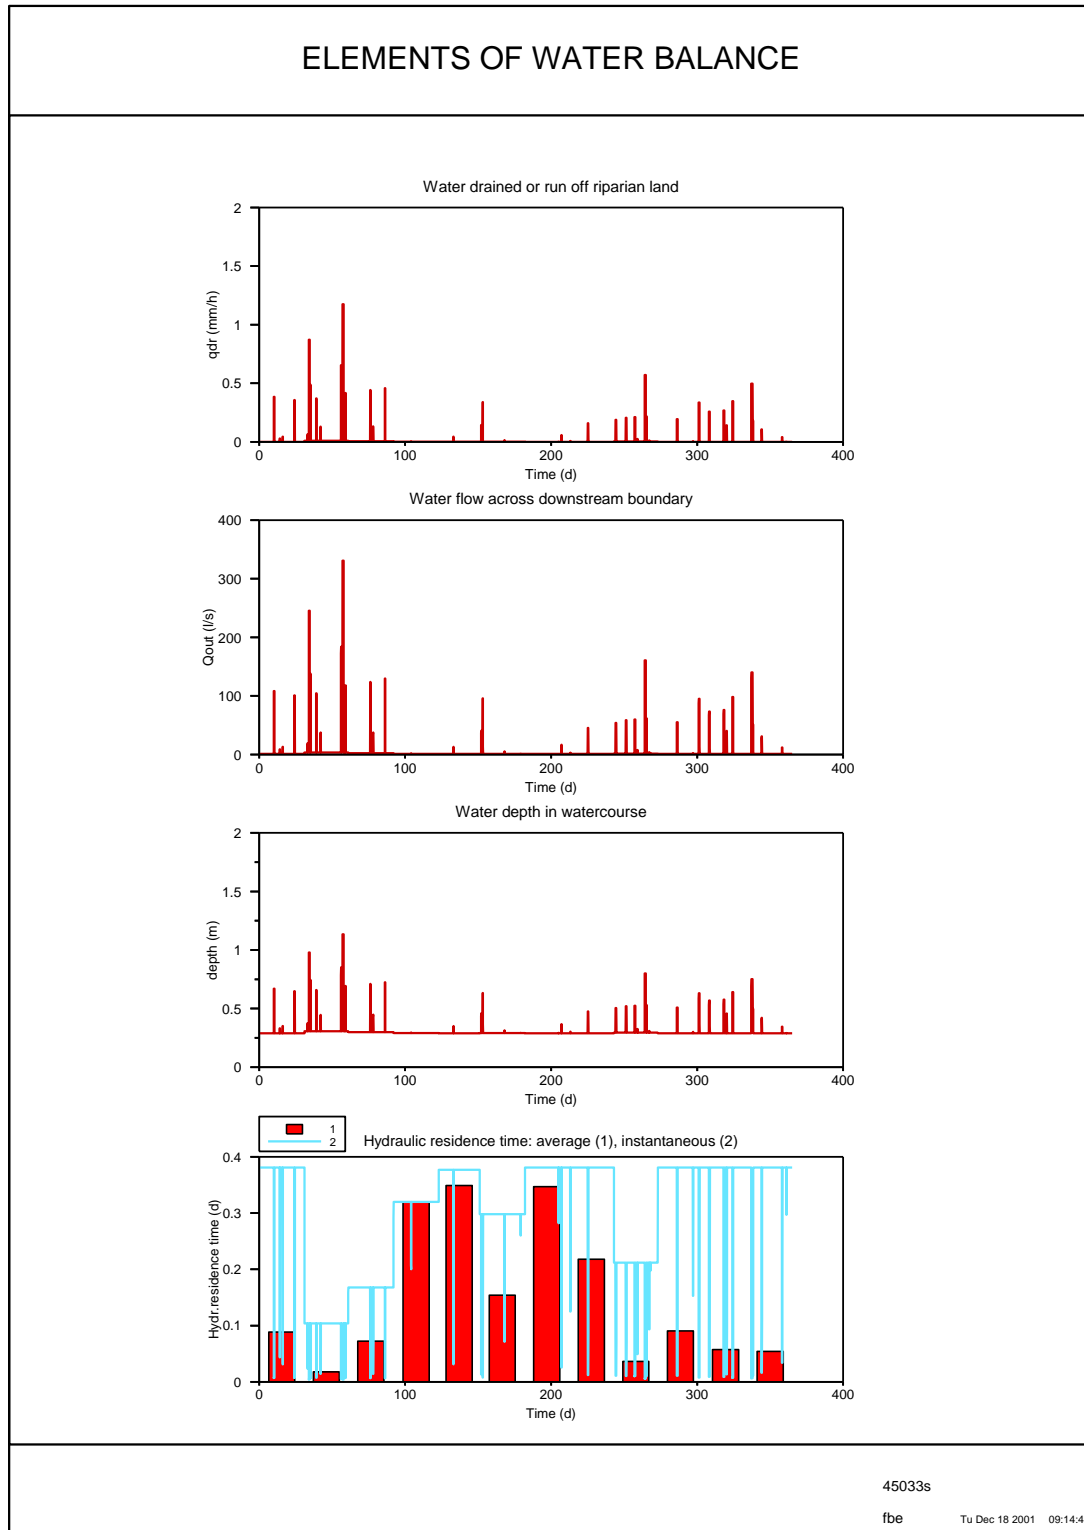 ELEMENTS OF WATER BALANCE
Water drained or run off riparian land
2
1.5
1
0.5
0
qdr (mm/h)
0 100 200 300 400
Time (d)
Water flow across downstream boundary
400
300
200
100
0
Qout (l/s)
0 100 200 300 400
Time (d)
Water depth in watercourse
2
1.5
1
0.5
0
depth (m)
0 100 200 300 400
Time (d)
1
2
Hydraulic residence time: average (1), instantaneous (2)
0.4
0.3
0.2
0.1
0
Hydr.residence time (d)
0 100 200 300 400
Time (d)
45033s
fbe Tu Dec 18 2001 09:14:4